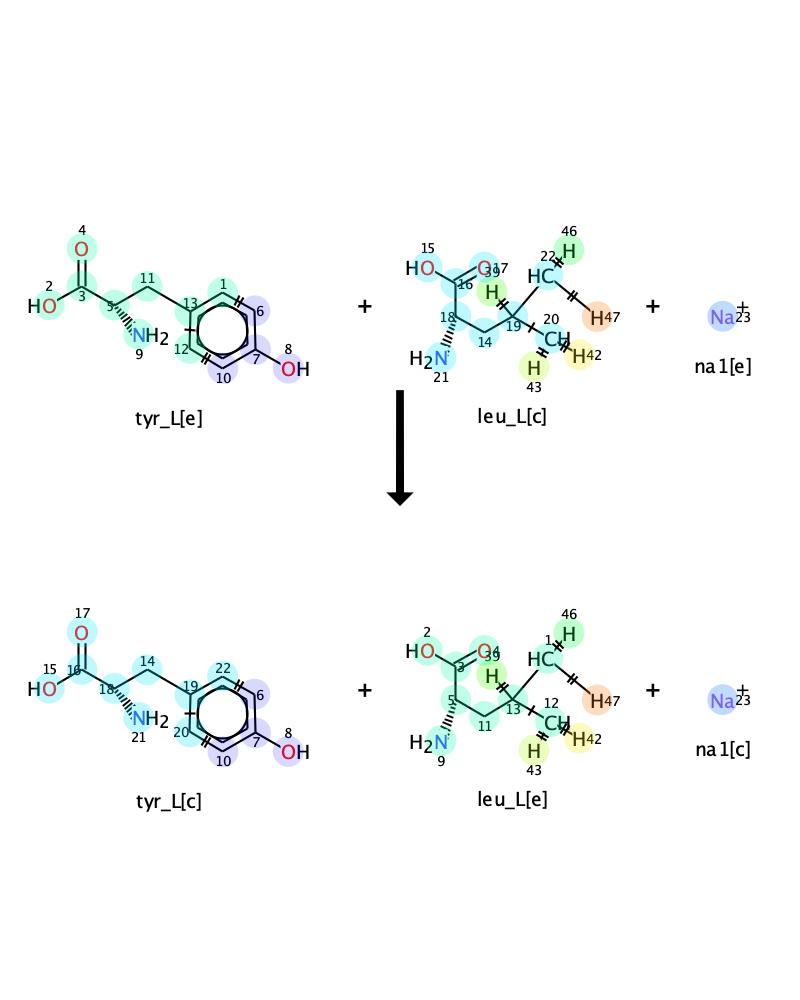 4 46
15 22 H
O HO O17 HC
2 11 1 16 39
HO 3 5 13 6 + H 20 H47 + Na+23
NH2 18 19 CH
9 12 7 8 14 H42
10 OH H2N H na1[e]
21 43
tyr_L[e] leu_L[c]
17 46
2 1 H
O HO O4 HC
15 14 22 3 39
HO 16 18 19 6 + H 12 H47 + Na+23
NH2 5 13 CH
21 20 7 8 11 H42
10 OH H2N H na1[c]
9 43
tyr_L[c] leu_L[e]